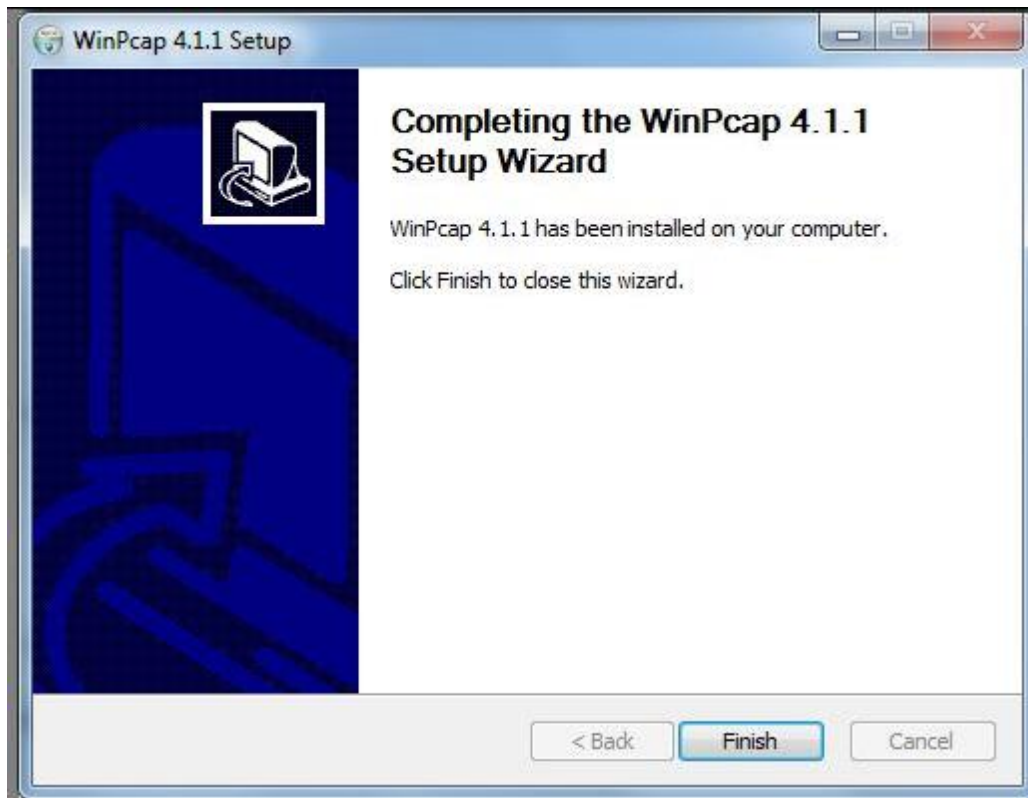 WinPcap 4.1.1 Setup
Completing the WinPcap 4.1.1
Setup Wizard
WinPcap 4.1.1 has been installed on your computer.
Click Finish to close this wizard.
< Back Finish Cancel